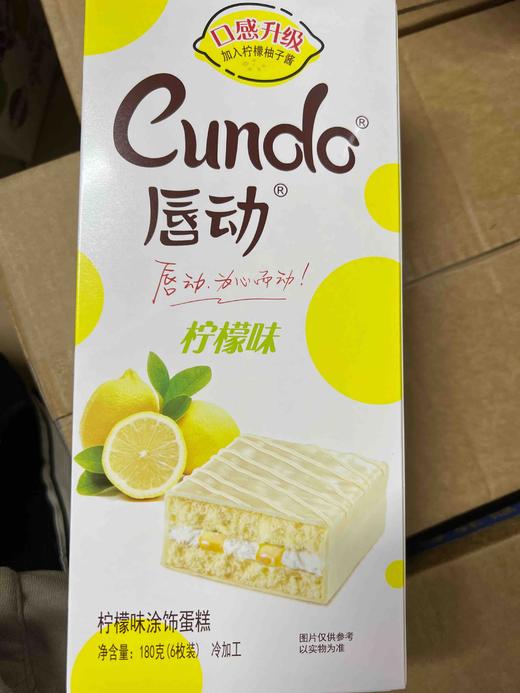 口感升级
加入柠檬柚子酱
Cundo®
唇动®
唇动.为心而动!
柠檬味
柠檬味涂饰蛋糕
净含量：180克(6枚装) 冷加工
图片仅供参考
以实物为准